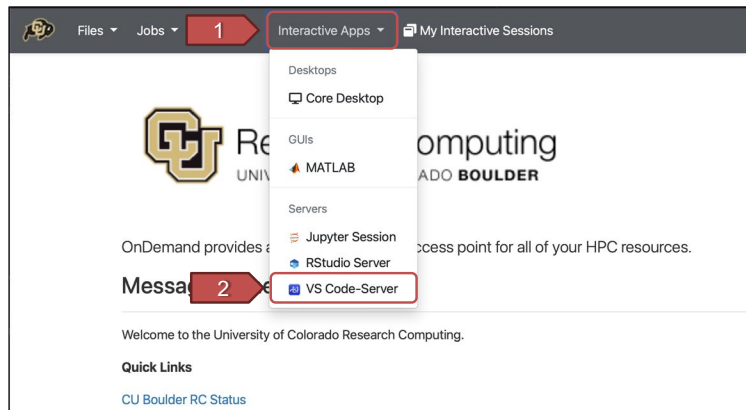 Files Jobs 1 Interactive Apps My Interactive Sessions
Desktops
Core Desktop
GUIs
MATLAB
Servers
Jupyter Session
RStudio Server
2 VS Code-Server
CU Re omputing
UNIV ADO BOULDER
OnDemand provides a ccess point for all of your HPC resources.
Messa e
Welcome to the University of Colorado Research Computing.
Quick Links
CU Boulder RC Status